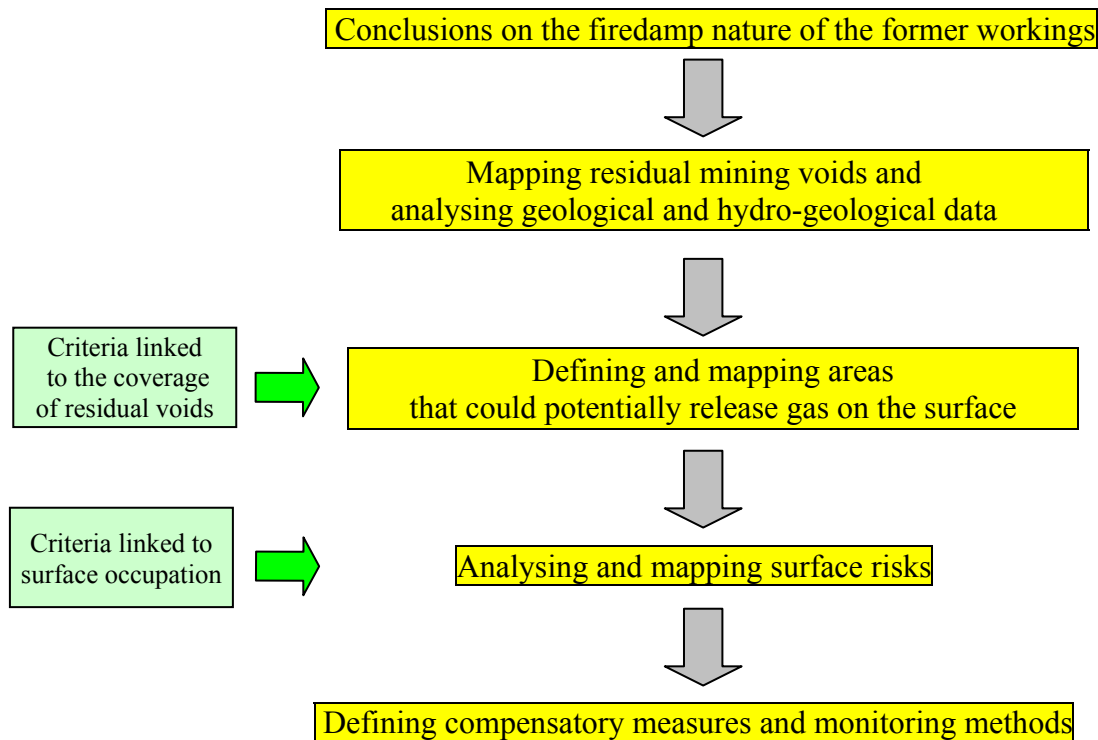 Conclusions on the firedamp nature of the former workings
Mapping residual mining voids and
analysing geological and hydro-geological data
Criteria linked
to the coverage
of residual voids
Defining and mapping areas
that could potentially release gas on the surface
Criteria linked to
surface occupation
Analysing and mapping surface risks
Defining compensatory measures and monitoring methods